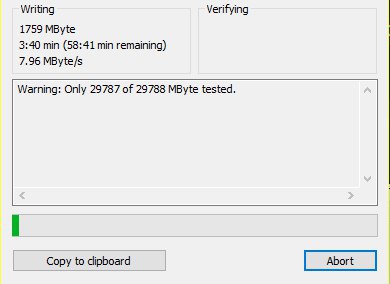 Writing
Verifying
1759 MByte
3:40 min (58:41 min remaining)
7.96 MByte/s
Warning: Only 29787 of 29788 MByte tested.
Copy to clipboard
Abort